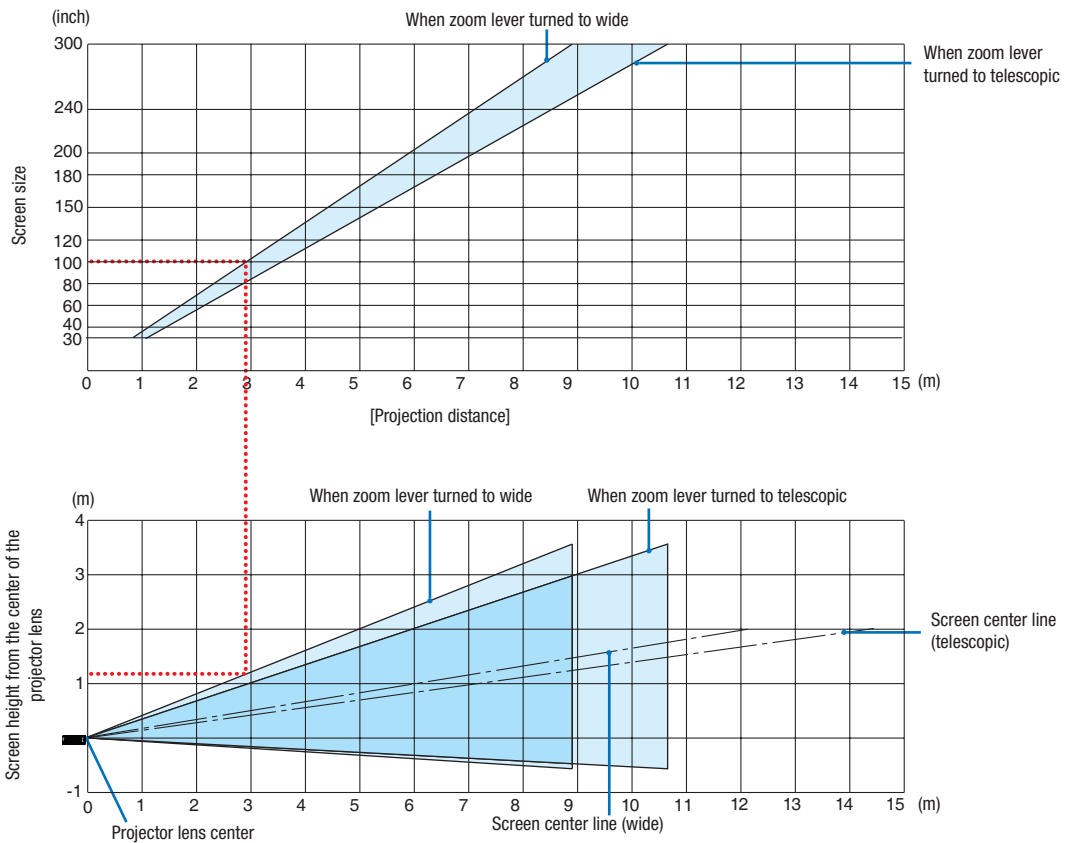 (inch)
When zoom lever turned to wide
When zoom lever
turned to telescopic
300
240
200
180
150
120
100
80
60
40
30
Screen size
0 1 2 3 4 5 6 7 8 9 10 11 12 13 14 15 (m)
[Projection distance]
(m)
When zoom lever turned to wide
When zoom lever turned to telescopic
4
3
2
1
0
-1
Screen height from the center of the
projector lens
Screen center line
(telescopic)
0 1 2 3 4 5 6 7 8 9 10 11 12 13 14 15 (m)
Projector lens center
Screen center line (wide)